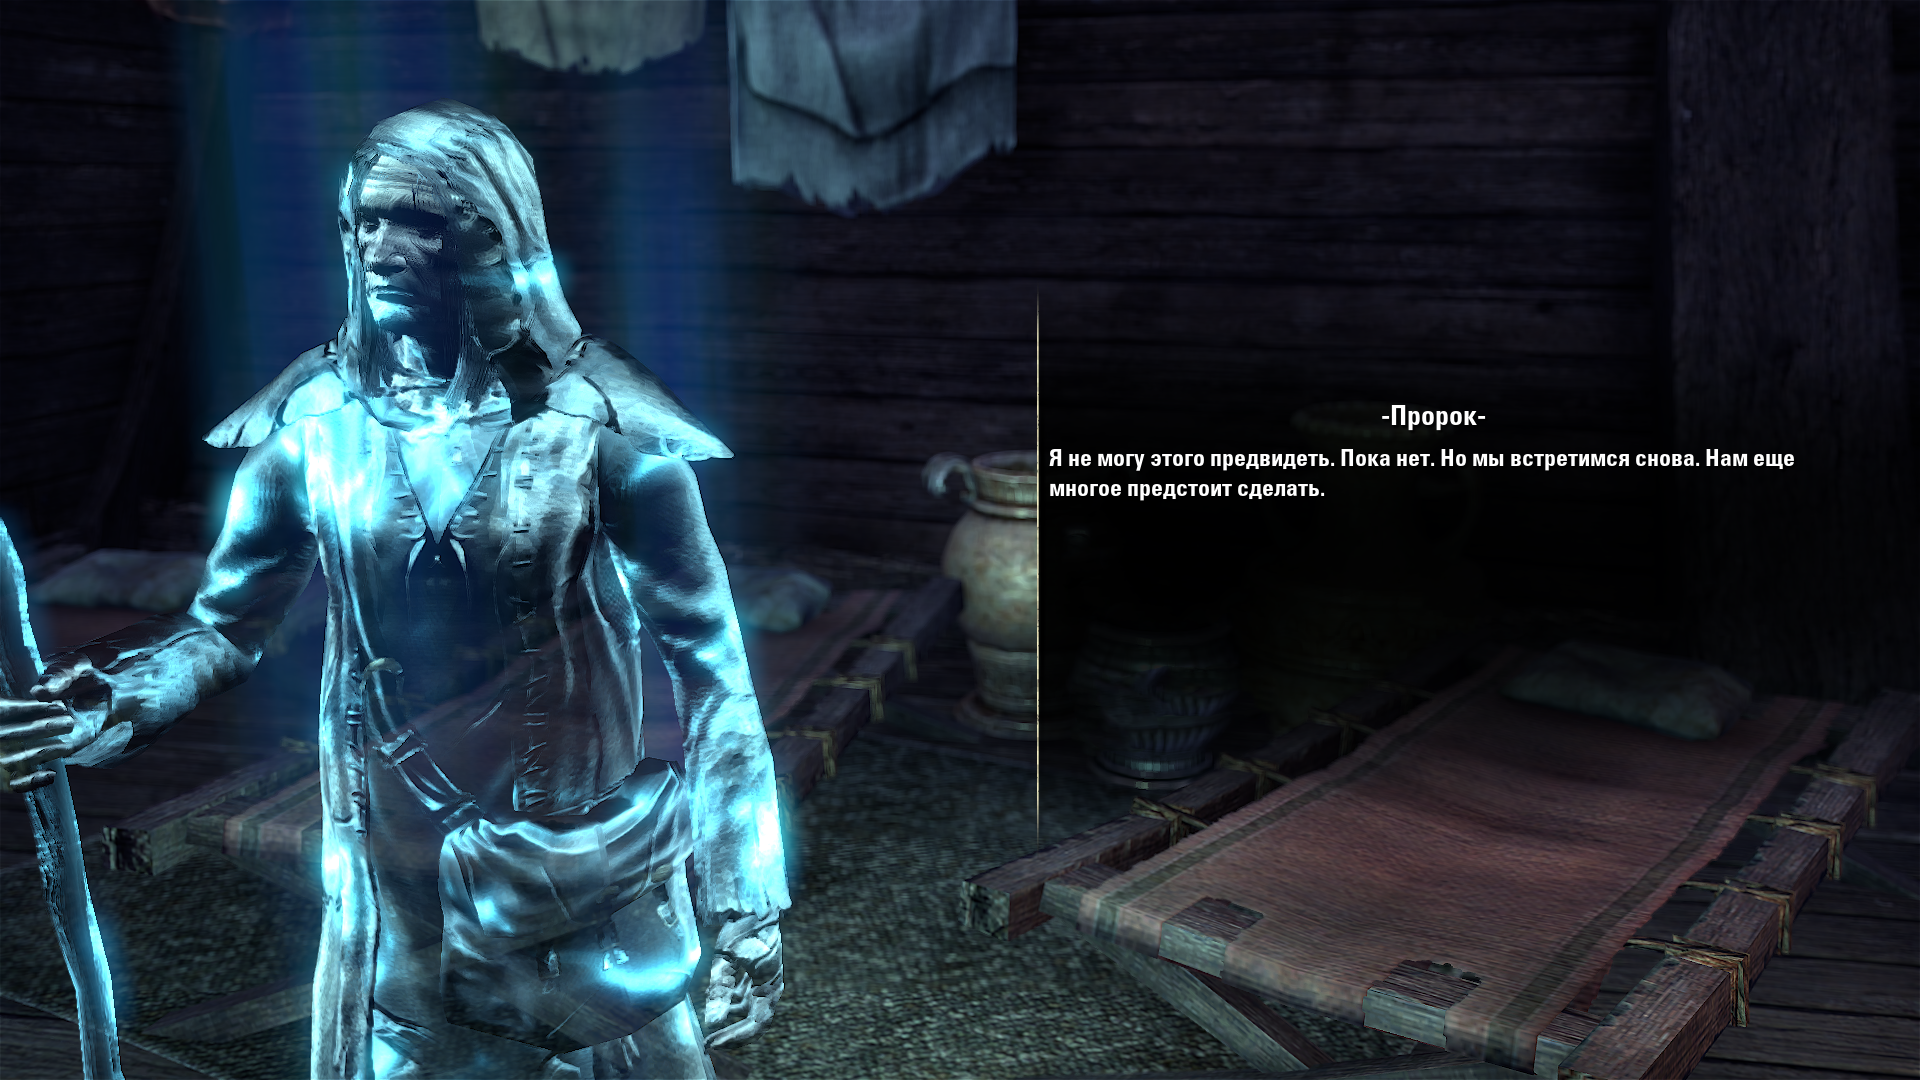 -Пророк-
Я не могу этого предвидеть. Пока нет. Но мы встретимся снова. Нам еще
многое предстоит сделать.